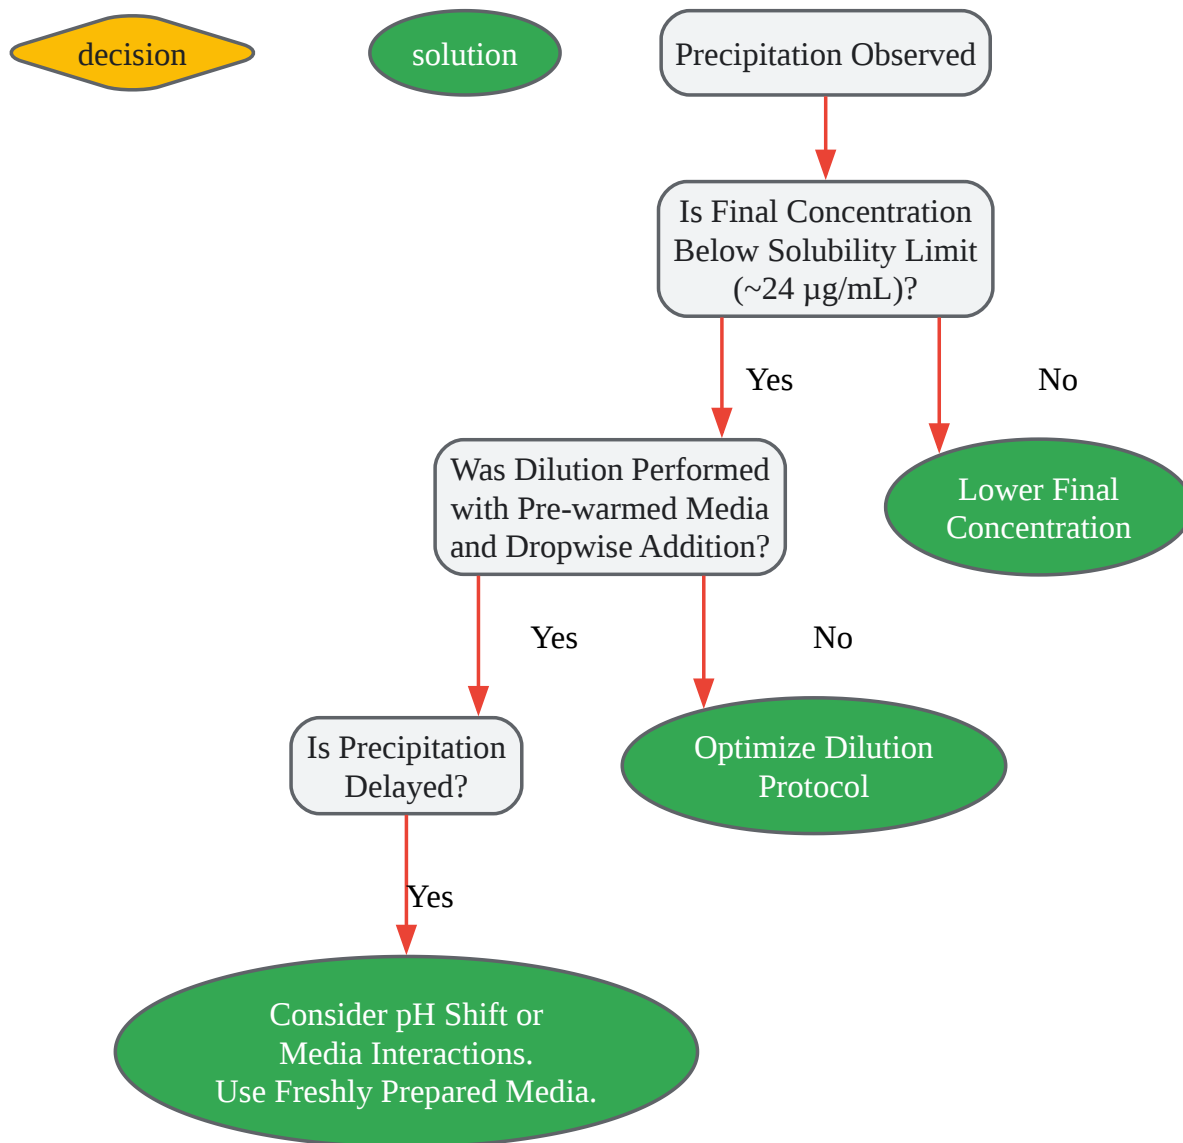 decision
solution
Precipitation Observed
Is Final Concentration
Below Solubility Limit
(~24 µg/mL)?
Yes
No
Was Dilution Performed
with Pre-warmed Media
and Dropwise Addition?
Lower Final
Concentration
Yes
No
Is Precipitation
Delayed?
Optimize Dilution
Protocol
Yes
Consider pH Shift or
Media Interactions.
Use Freshly Prepared Media.